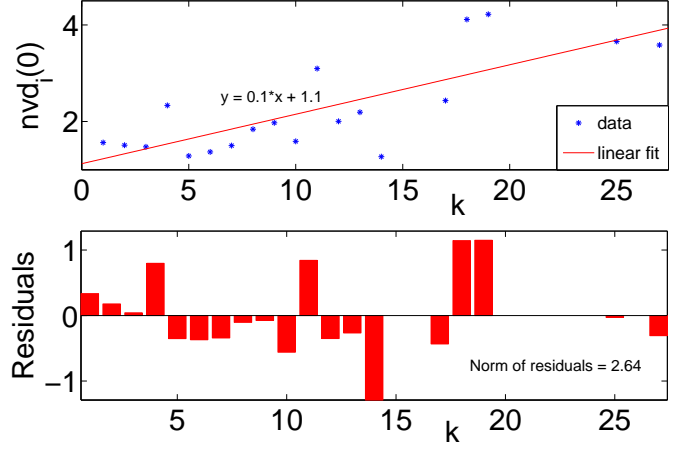 4
2
nvd_i(0)
y = 0.1*x + 1.1
data
linear fit
0 5 10 15 20 25
k
1
0
−1
Residuals
Norm of residuals = 2.64
5 10 15 20 25
k